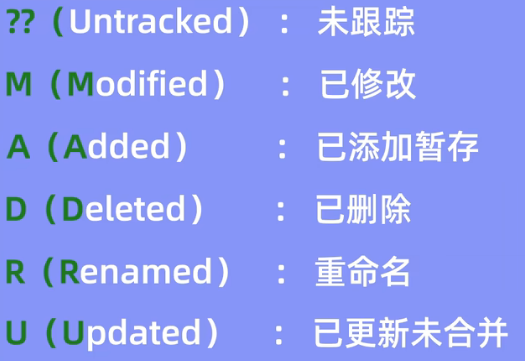 ??（Untracked）：未跟踪
M（Modified）：已修改
A（Added）：已添加暂存
D（Deleted）：已删除
R（Renamed）：重命名
U（Updated）：已更新未合并